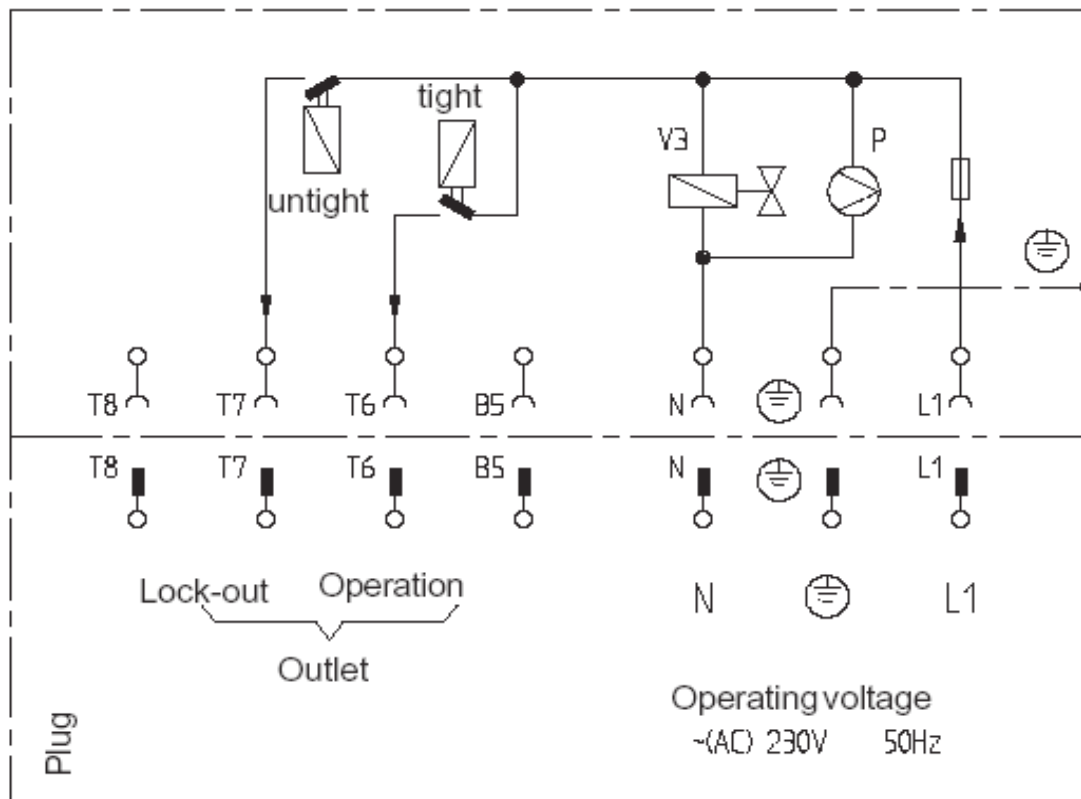 tight
V3 P
untight
T8 T7 T6 B5 N L1
T8 T7 T6 B5 N L1
Lock-out Operation N L1
Outlet
Operating voltage
~(AC) 230V 50Hz
Plug